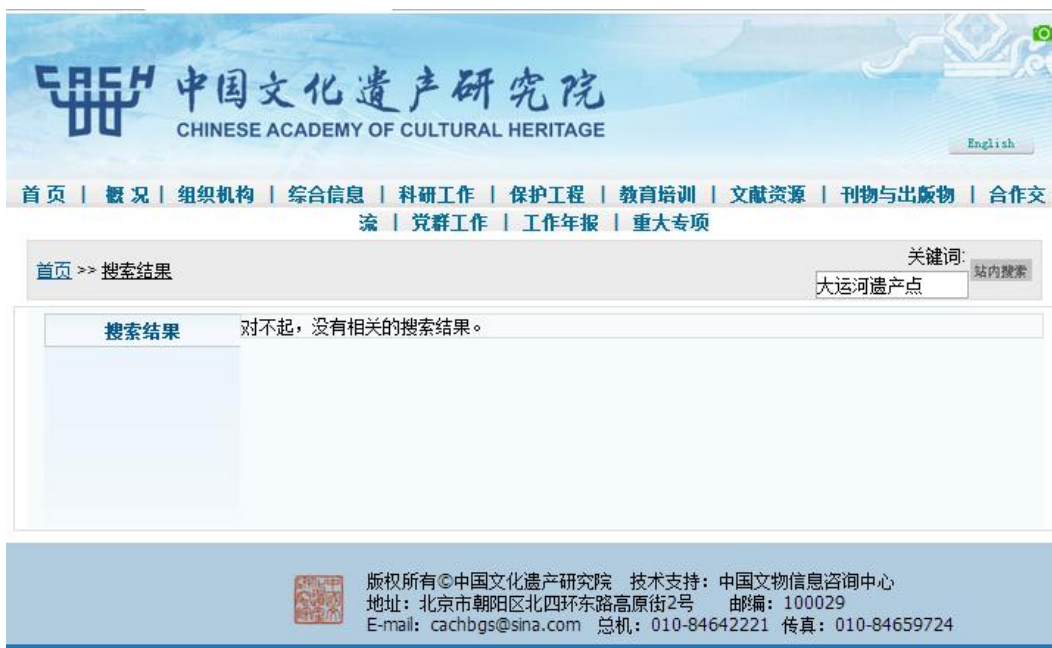 CACH 中国文化遗产研究院
CHINESE ACADEMY OF CULTURAL HERITAGE
English
首 页 | 概 况 | 组织机构 | 综合信息 | 科研工作 | 保护工程 | 教育培训 | 文献资源 | 刊物与出版物 | 合作交
流 | 党群工作 | 工作年报 | 重大专项
关键词:
首页 >> 搜索结果
大运河遗产点
站内搜索
搜索结果
对不起，没有相关的搜索结果。
版权所有©中国文化遗产研究院 技术支持：中国文物信息咨询中心
地址：北京市朝阳区北四环东路高原街2号 邮编：100029
E-mail: cachbgs@sina.com 总机：010-84642221 传真：010-84659724